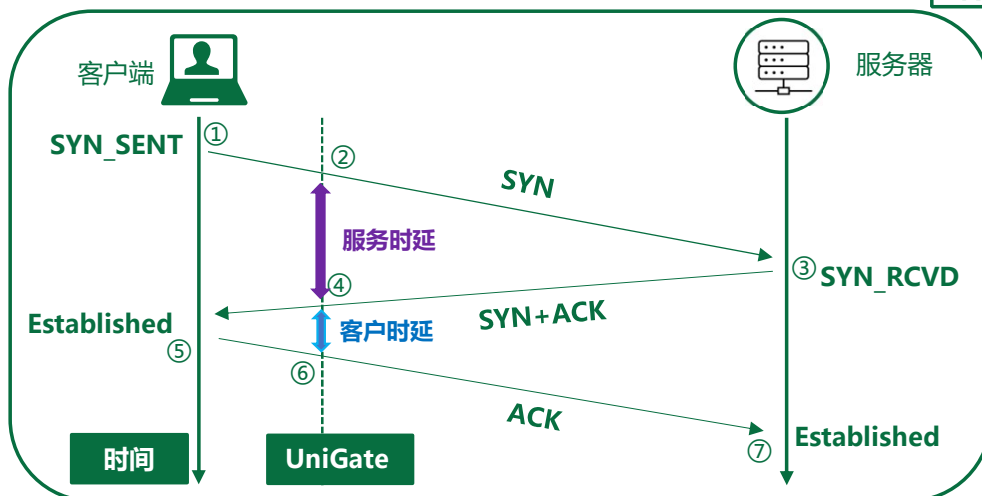 客户端
服务器
①
SYN_SENT
②
SYN
服务时延
③
SYN_RCVD
④
SYN+ACK
Established
客户时延
⑤
⑥
ACK
Established
⑦
时间
UniGate